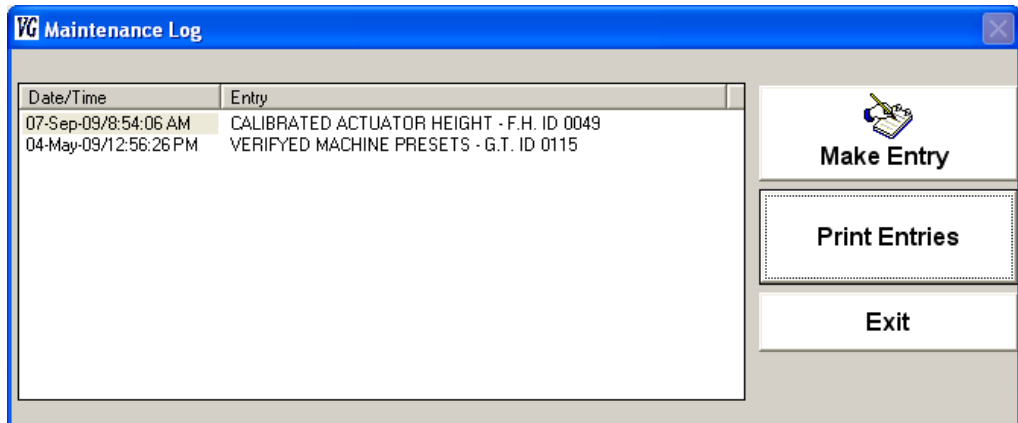 VG Maintenance Log
Date/Time Entry
07-Sep-09/8:54:06 AM CALIBRATED ACTUATOR HEIGHT - F.H. ID 0049
04-May-09/12:56:26 PM VERIFYED MACHINE PRESETS - G.T. ID 0115
Make Entry
Print Entries
Exit